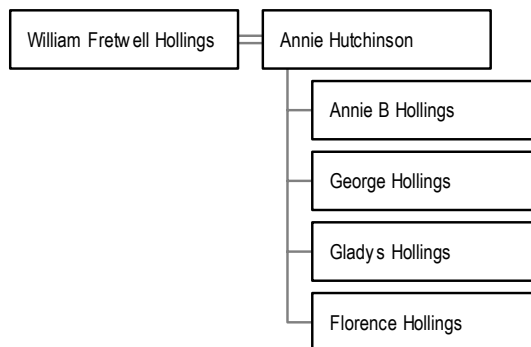 William Fretwell Hollings
Annie Hutchinson
Annie B Hollings
George Hollings
Gladys Hollings
Florence Hollings